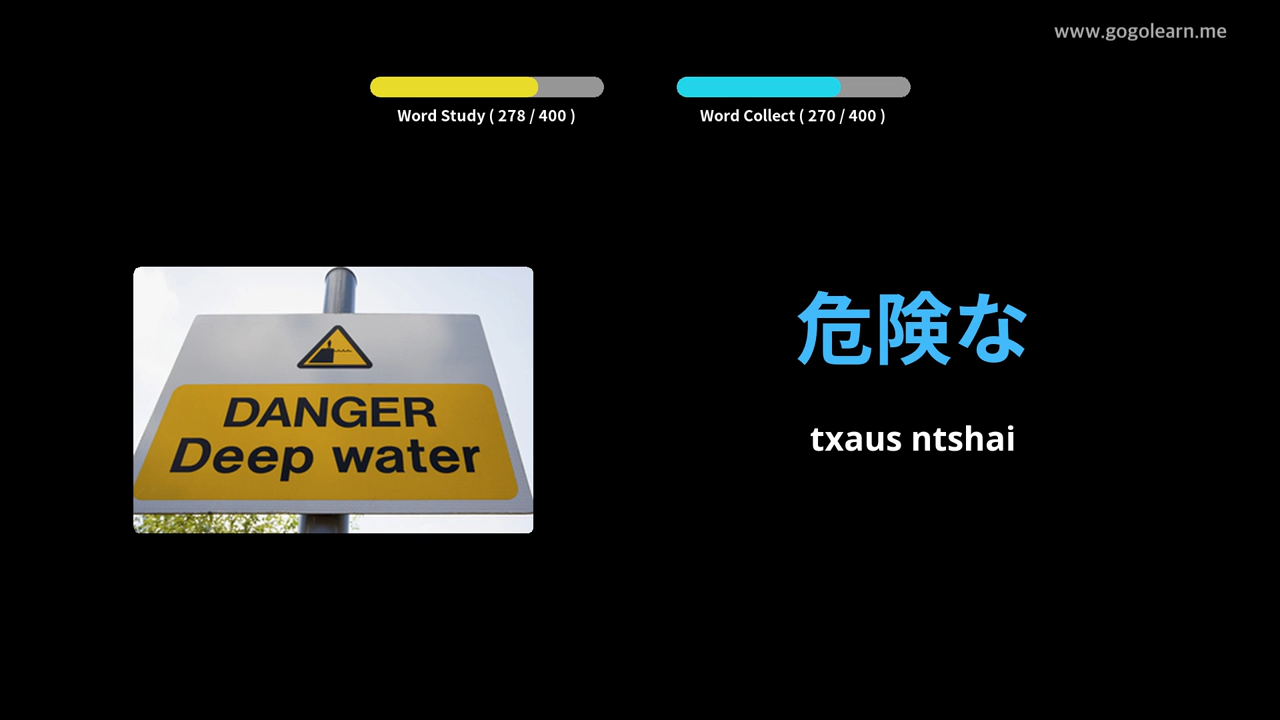 www.gogolearn.me
Word Study ( 278 / 400 )
Word Collect ( 270 / 400 )
DANGER
Deep water
危険な
txaus ntshai